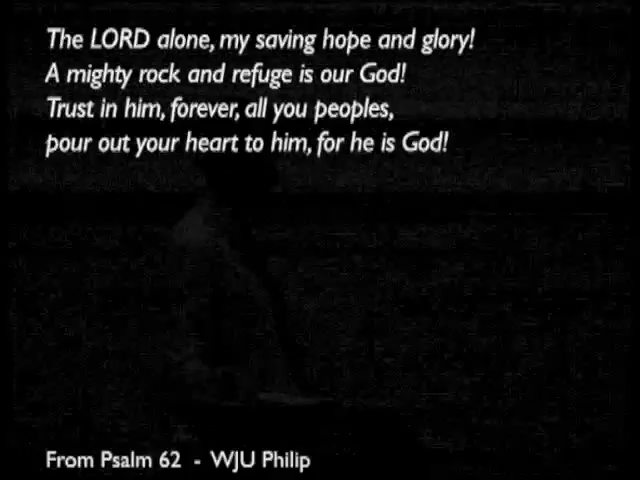 The LORD alone, my saving hope and glory!
A mighty rock and refuge is our God!
Trust in him, forever, all you peoples,
pour out your heart to him, for he is God!
From Psalm 62 - WJU Philip